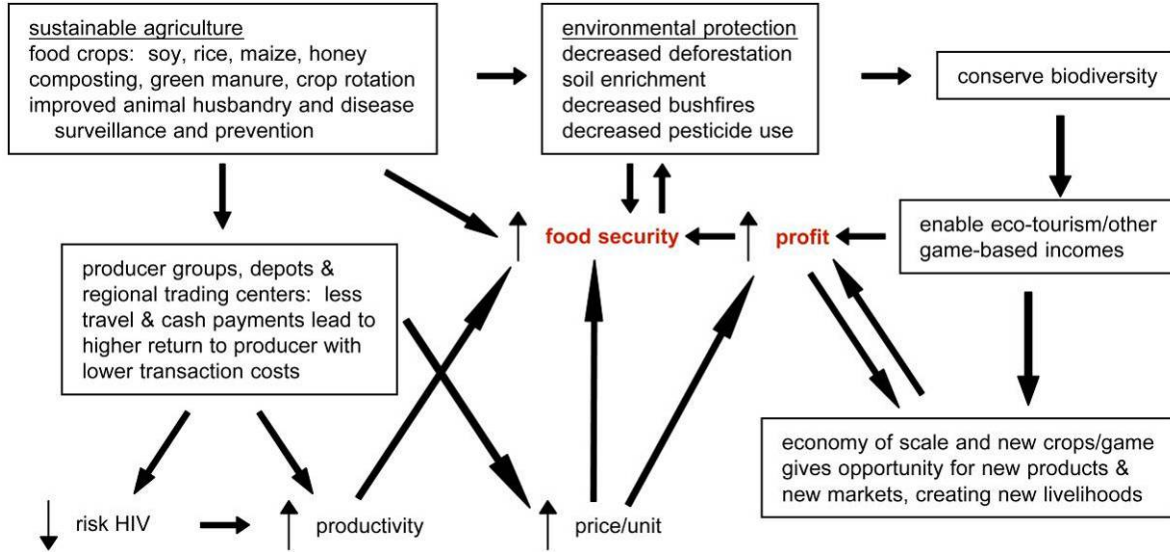 sustainable agriculture
food crops: soy, rice, maize, honey
composting, green manure, crop rotation
improved animal husbandry and disease
surveillance and prevention
environmental protection
decreased deforestation
soil enrichment
decreased bushfires
decreased pesticide use
conserve biodiversity
food security
profit
enable eco-tourism/other
game-based incomes
producer groups, depots &
regional trading centers: less
travel & cash payments lead to
higher return to producer with
lower transaction costs
economy of scale and new crops/game
gives opportunity for new products &
new markets, creating new livelihoods
risk HIV
productivity
price/unit